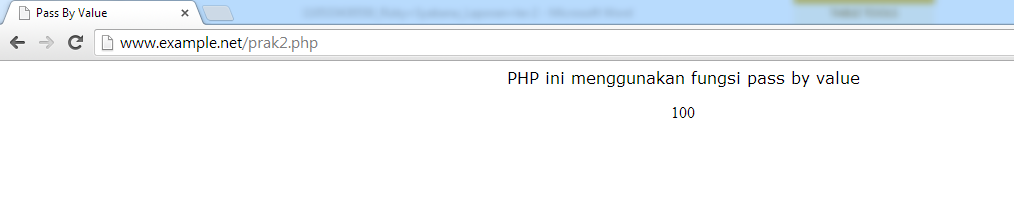 Pass By Value
www.example.net/prak2.php
PHP ini menggunakan fungsi pass by value
100